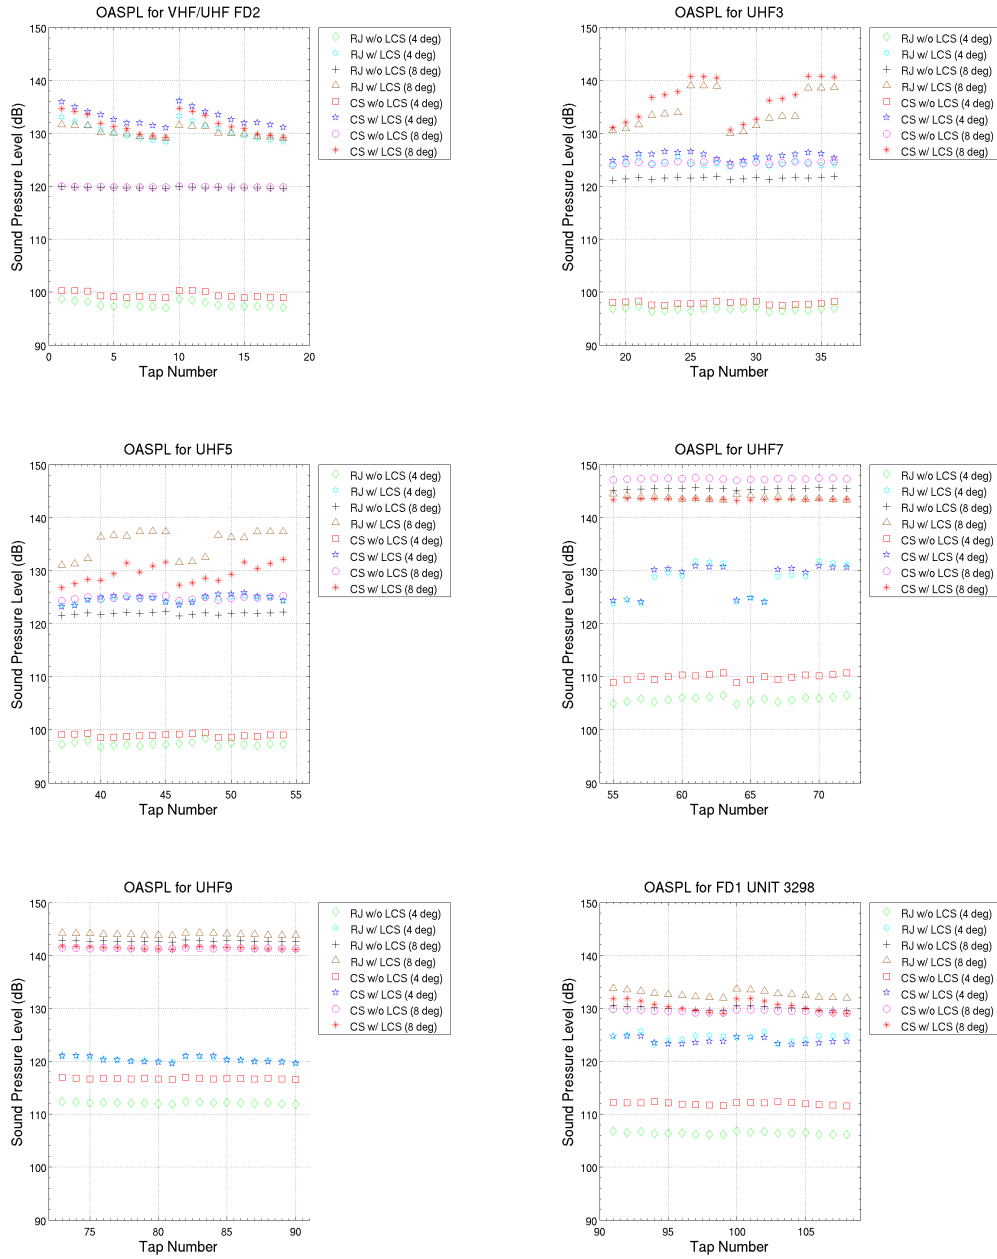 OASPL for VHF/UHF FD2
Sound Pressure Level (dB)
150
140
130
120
110
100
90
0
5
10
15
20
Tap Number
RJ w/o LCS (4 deg)
RJ w/ LCS (4 deg)
RJ w/o LCS (8 deg)
RJ w/ LCS (8 deg)
CS w/o LCS (4 deg)
CS w/ LCS (4 deg)
CS w/o LCS (8 deg)
CS w/ LCS (8 deg)
OASPL for UHF3
Sound Pressure Level (dB)
150
140
130
120
110
100
90
20
25
30
35
Tap Number
RJ w/o LCS (4 deg)
RJ w/ LCS (4 deg)
RJ w/o LCS (8 deg)
RJ w/ LCS (8 deg)
CS w/o LCS (4 deg)
CS w/ LCS (4 deg)
CS w/o LCS (8 deg)
CS w/ LCS (8 deg)
OASPL for UHF5
Sound Pressure Level (dB)
150
140
130
120
110
100
90
40
45
50
55
Tap Number
RJ w/o LCS (4 deg)
RJ w/ LCS (4 deg)
RJ w/o LCS (8 deg)
RJ w/ LCS (8 deg)
CS w/o LCS (4 deg)
CS w/ LCS (4 deg)
CS w/o LCS (8 deg)
CS w/ LCS (8 deg)
OASPL for UHF7
Sound Pressure Level (dB)
150
140
130
120
110
100
90
55
60
65
70
Tap Number
RJ w/o LCS (4 deg)
RJ w/ LCS (4 deg)
RJ w/o LCS (8 deg)
RJ w/ LCS (8 deg)
CS w/o LCS (4 deg)
CS w/ LCS (4 deg)
CS w/o LCS (8 deg)
CS w/ LCS (8 deg)
OASPL for UHF9
Sound Pressure Level (dB)
150
140
130
120
110
100
90
75
80
85
90
Tap Number
RJ w/o LCS (4 deg)
RJ w/ LCS (4 deg)
RJ w/o LCS (8 deg)
RJ w/ LCS (8 deg)
CS w/o LCS (4 deg)
CS w/ LCS (4 deg)
CS w/o LCS (8 deg)
CS w/ LCS (8 deg)
OASPL for FD1 UNIT 3298
Sound Pressure Level (dB)
150
140
130
120
110
100
90
90
95
100
105
Tap Number
RJ w/o LCS (4 deg)
RJ w/ LCS (4 deg)
RJ w/o LCS (8 deg)
RJ w/ LCS (8 deg)
CS w/o LCS (4 deg)
CS w/ LCS (4 deg)
CS w/o LCS (8 deg)
CS w/ LCS (8 deg)